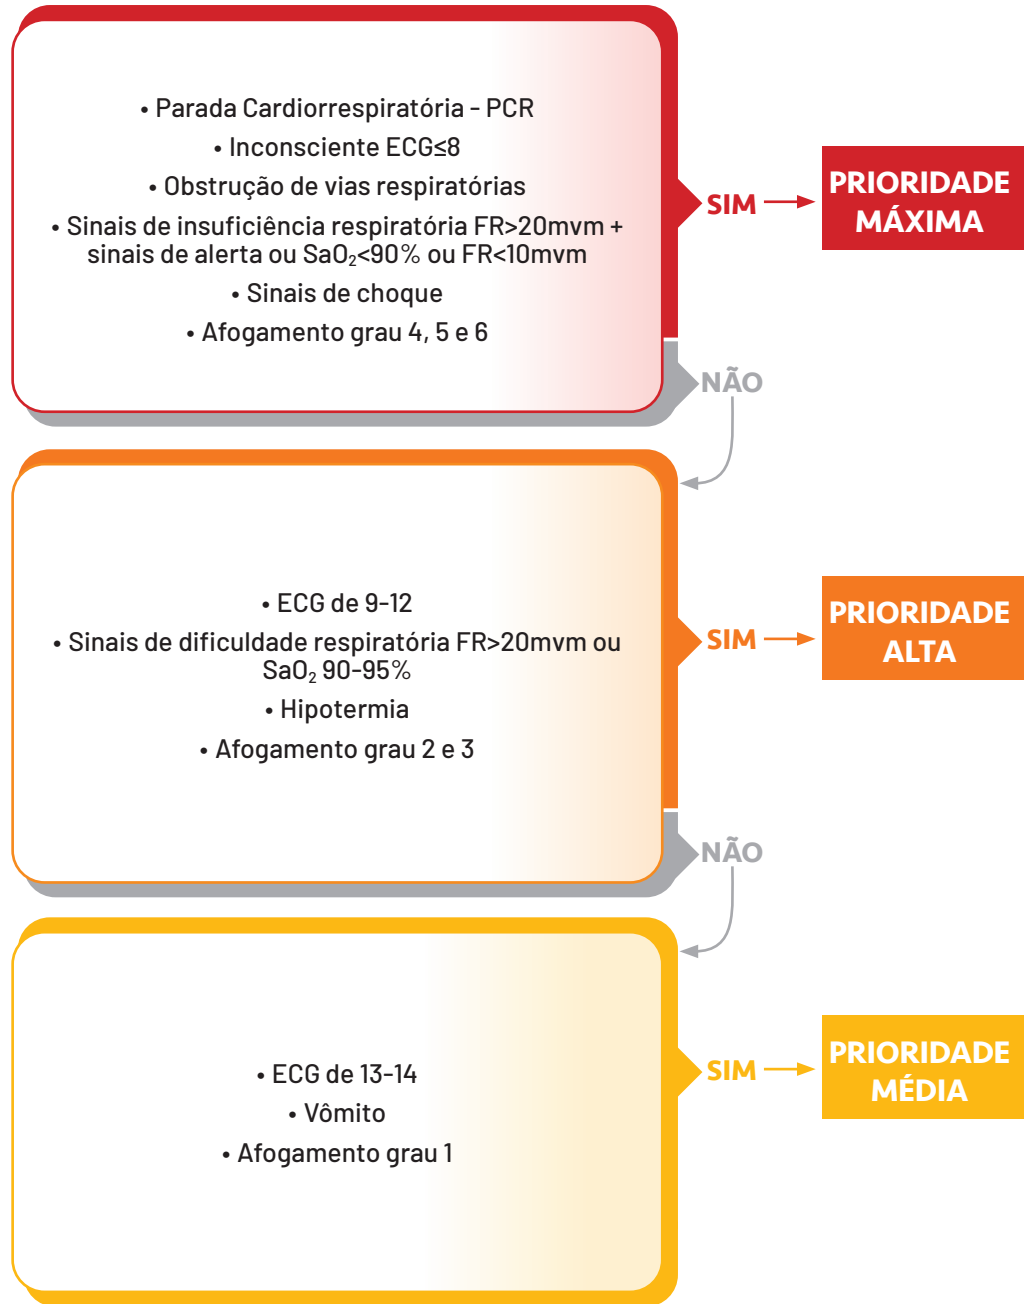 • Parada Cardiorrespiratória - PCR
• Inconsciente ECG≤8
• Obstrução de vias respiratórias
• Sinais de insuficiência respiratória FR>20mvm +
sinais de alerta ou SaO₂<90% ou FR<10mvm
• Sinais de choque
• Afogamento grau 4, 5 e 6
SIM
PRIORIDADE
MÁXIMA
NÃO
• ECG de 9-12
• Sinais de dificuldade respiratória FR>20mvm ou
SaO₂ 90-95%
• Hipotermia
• Afogamento grau 2 e 3
SIM
PRIORIDADE
ALTA
NÃO
• ECG de 13-14
• Vômito
• Afogamento grau 1
SIM
PRIORIDADE
MÉDIA